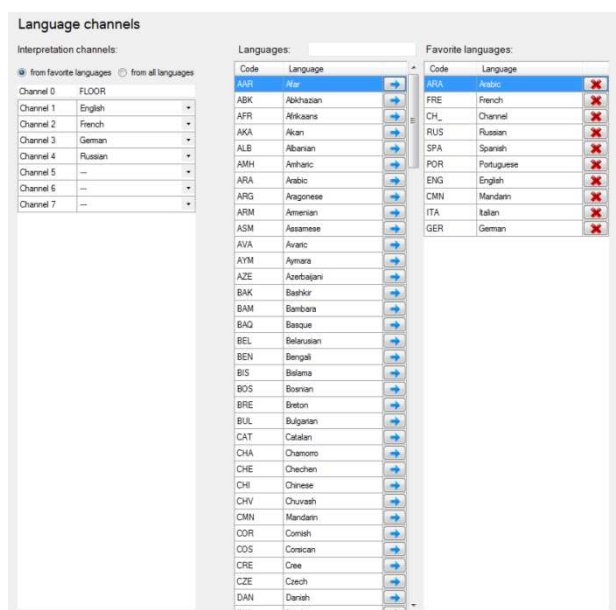 Language channels
Interpretation channels:
from favorite languages from all languages
Channel 0 FLOOR
Channel 1 English
Channel 2 French
Channel 3 German
Channel 4 Russian
Channel 5 ---
Channel 6 ---
Channel 7 ---
Languages:
Code Language
AAR Afar
ABK Abkhazian
AFR Afrikaans
AKA Akan
ALB Albanian
AMH Amharic
ARA Arabic
ARG Aragonese
ARM Armenian
ASM Assamese
AVA Avaric
AYM Aymara
AZE Azerbaijani
BAK Bashkir
BAM Bambara
BAQ Basque
BEL Belarusian
BEN Bengali
BIS Bislama
BOS Bosnian
BRE Breton
BUL Bulgarian
CAT Catalan
CHA Chamorro
CHE Chechen
CHI Chinese
CHV Chuvash
CMN Mandarin
COR Cornish
COS Corsican
CRE Cree
CZE Czech
DAN Danish
Favorite languages:
Code Language
ARA Arabic
FRE French
CH_ Channel
RUS Russian
SPA Spanish
POR Portuguese
ENG English
CMN Mandarin
ITA Italian
GER German